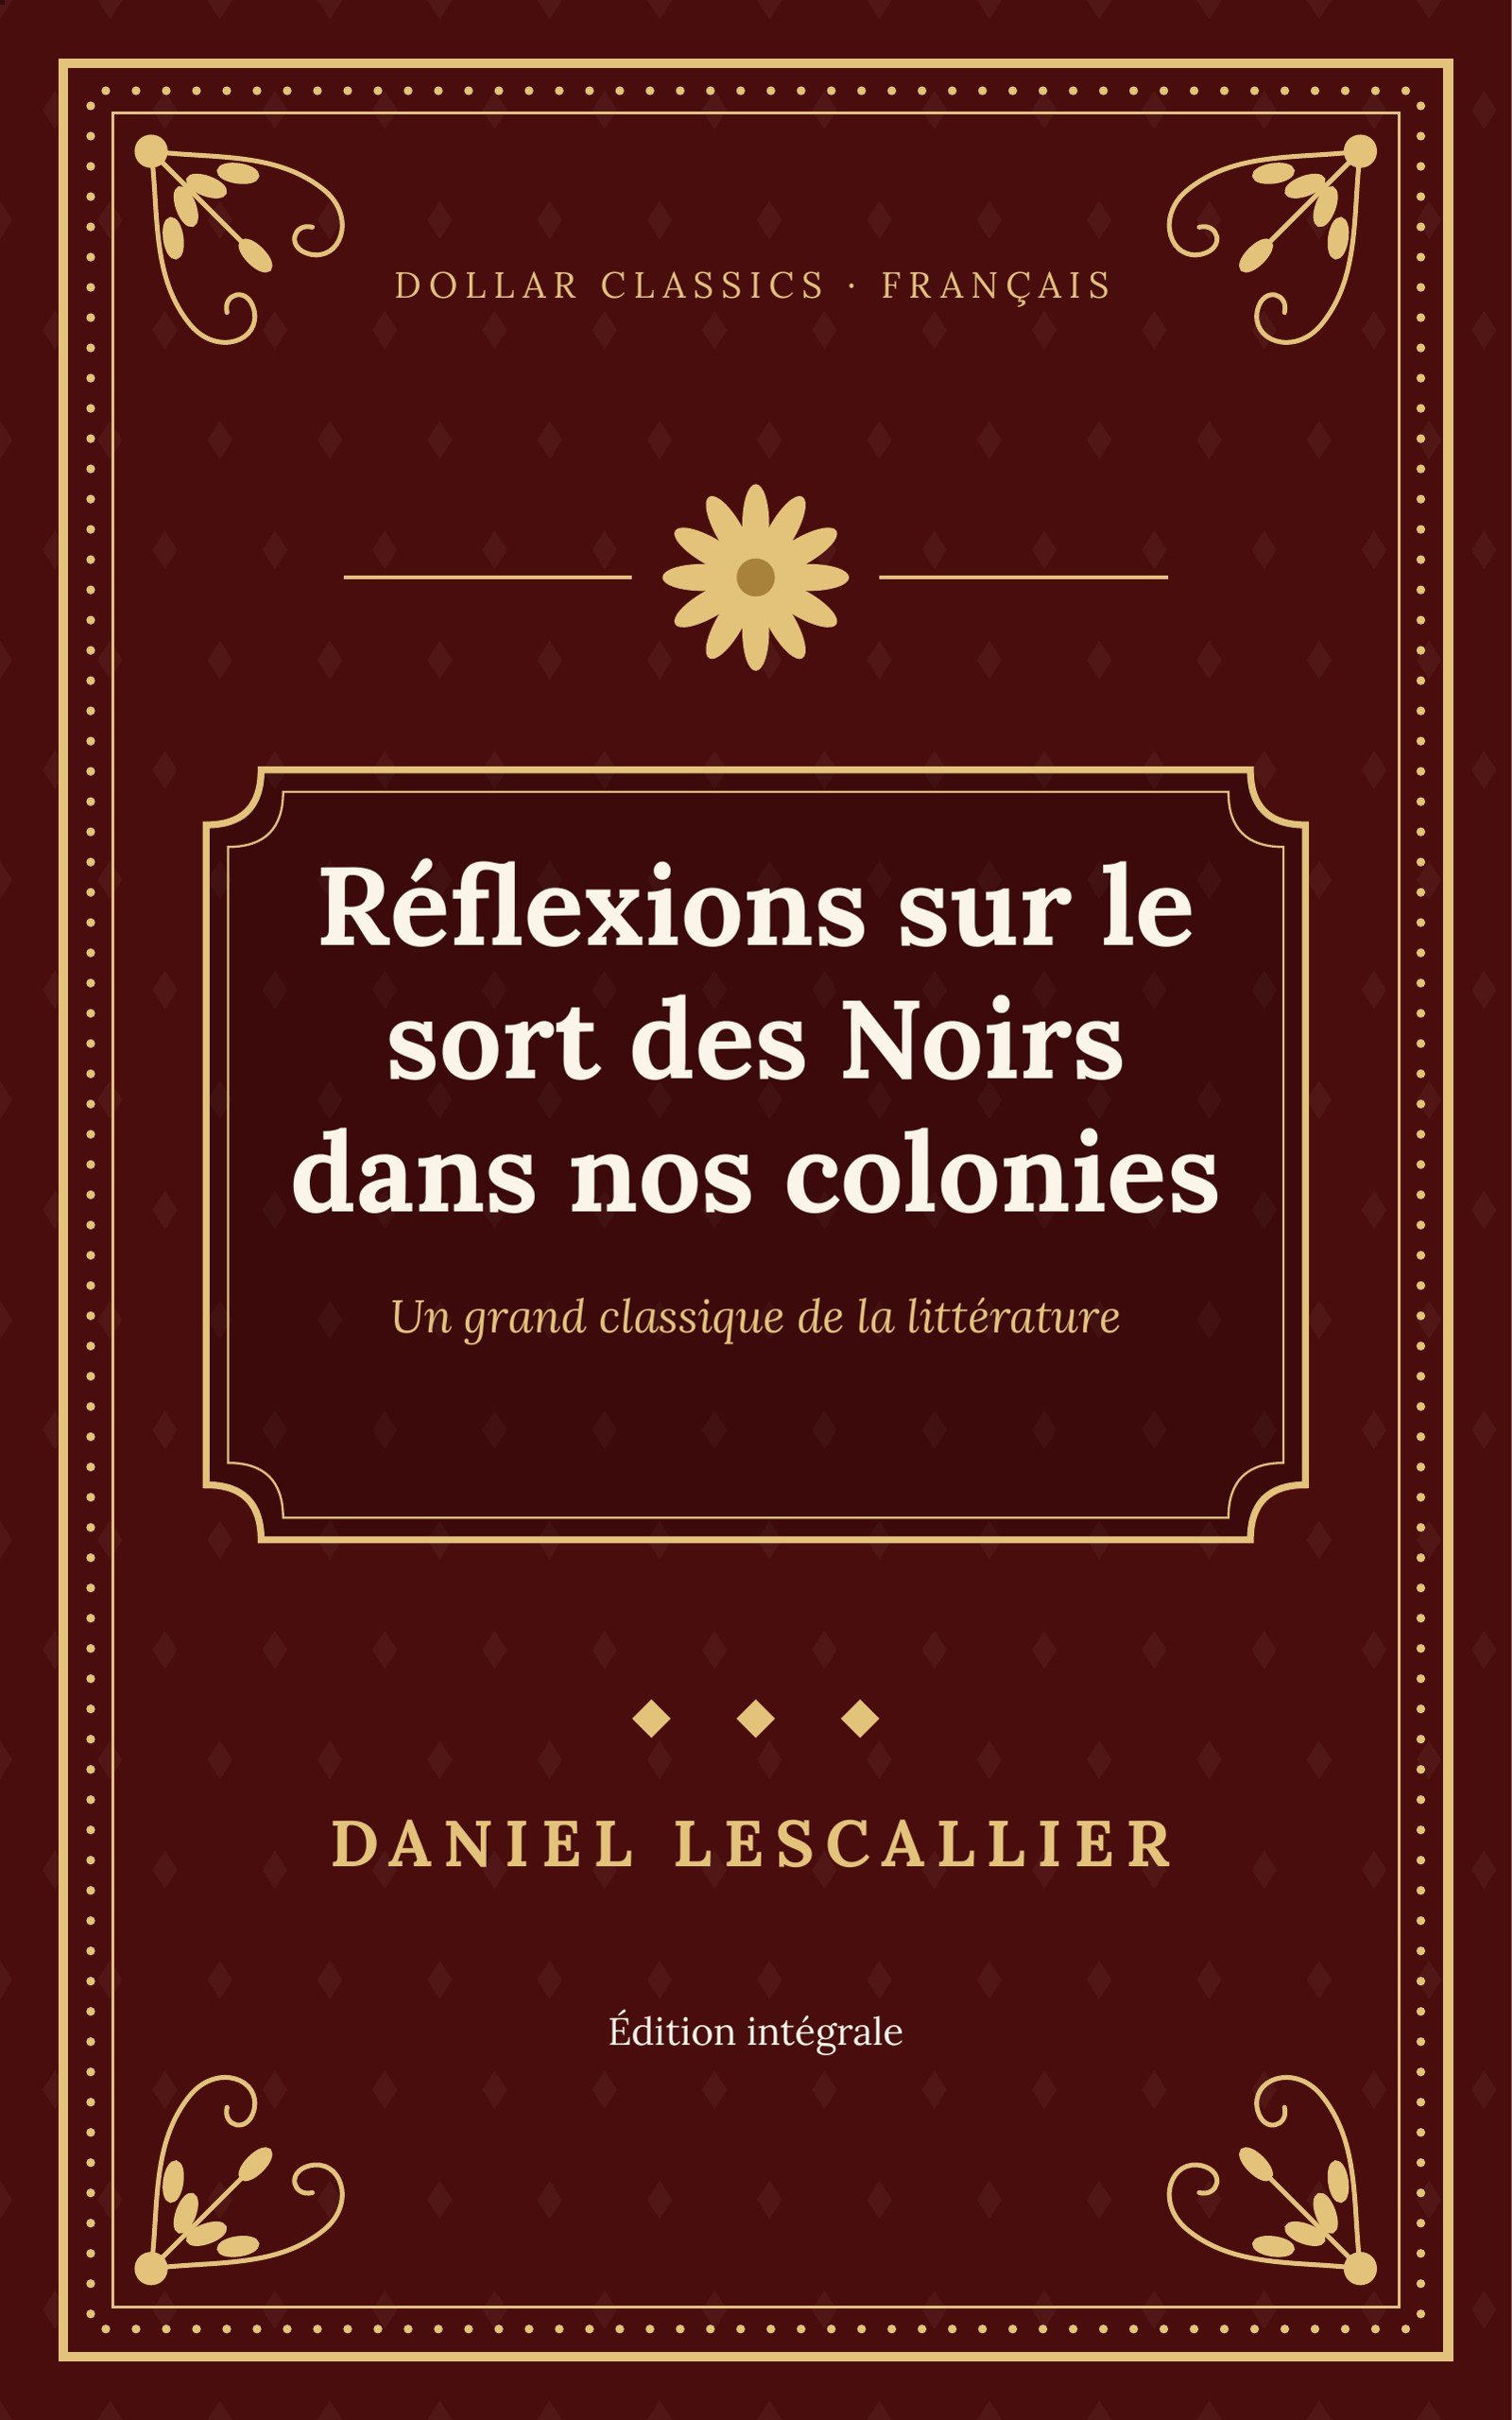 DOLLAR CLASSICS · FRANÇAIS
Réflexions sur le
sort des Noirs
dans nos colonies
Un grand classique de la littérature
DANIEL LESCALLIER
Édition intégrale